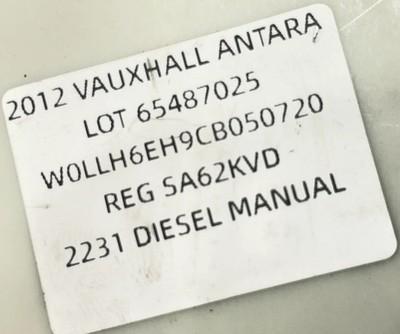 2012 VAUXHALL ANTARA
LOT 65487025
W0LLH6EH9CB050720
REG SA62KVD
2231 DIESEL MANUAL